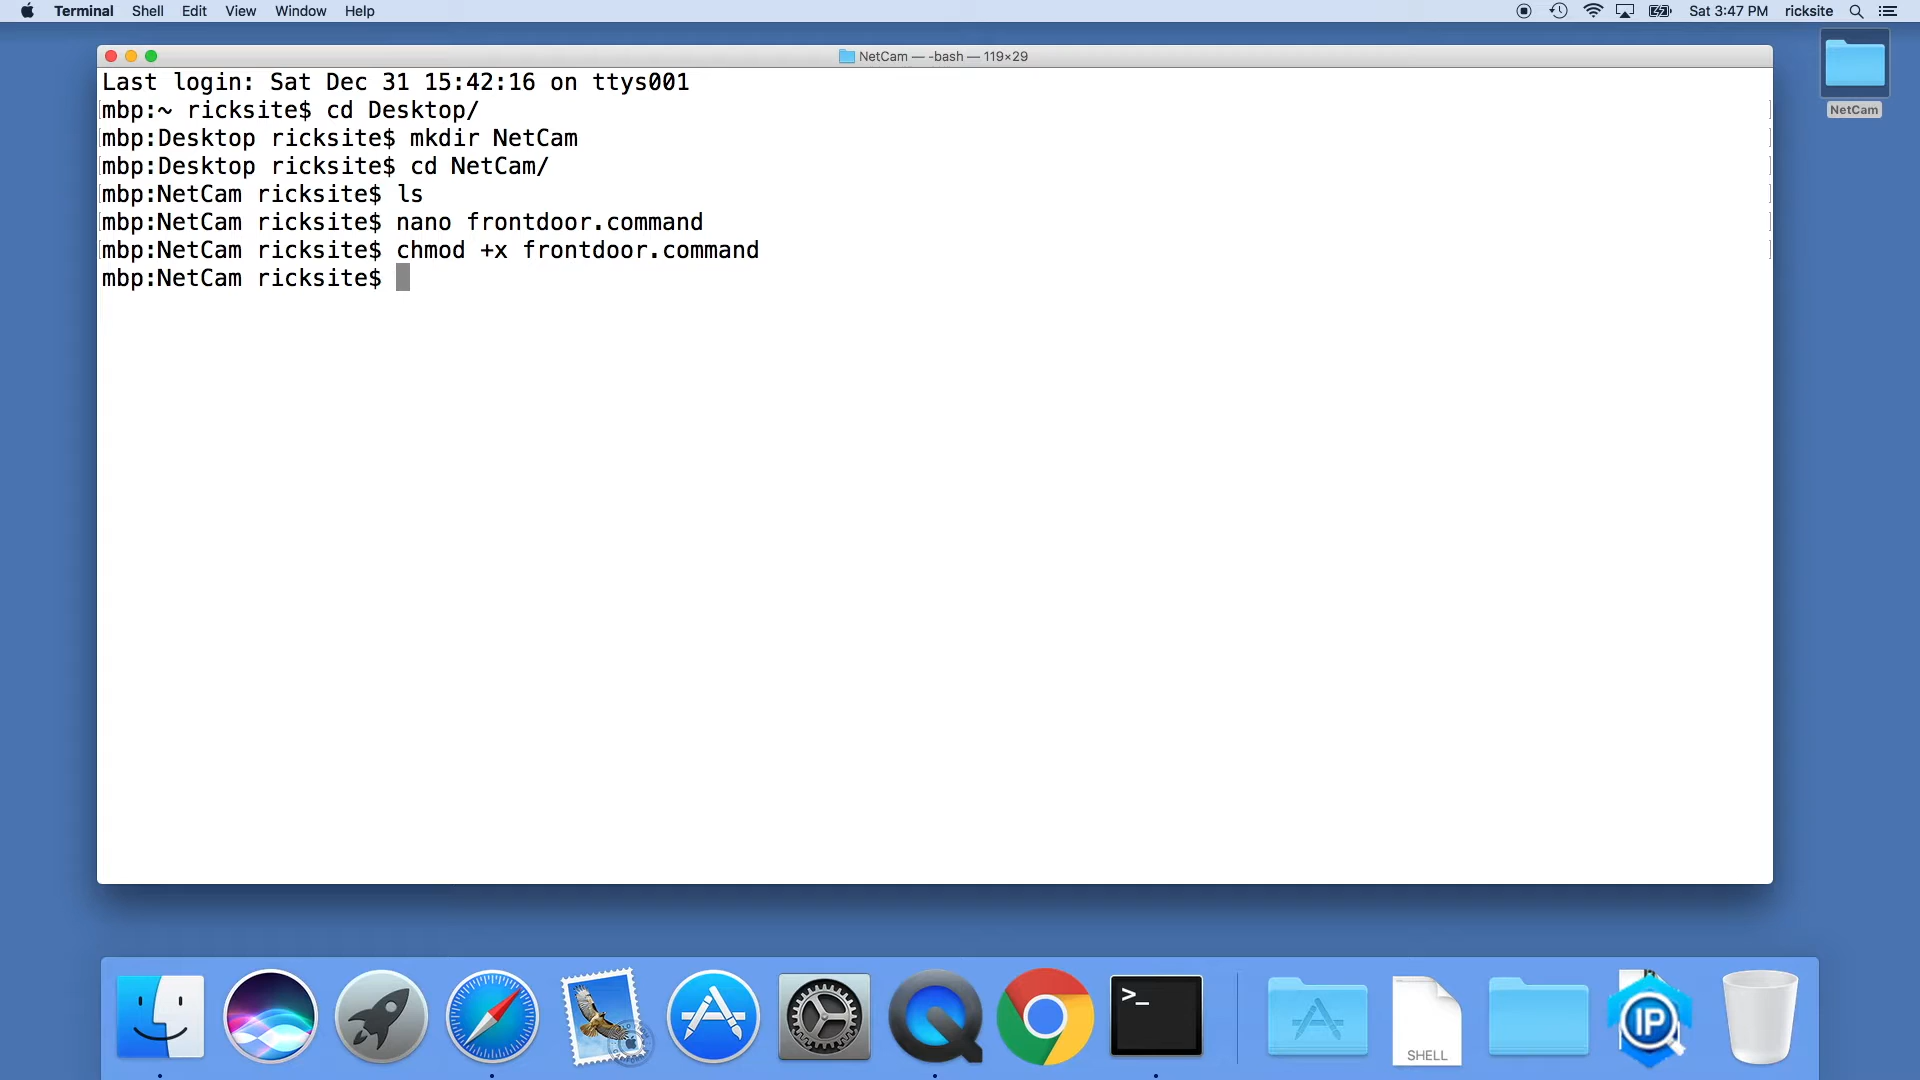 Terminal Shell Edit View Window Help Sat 3:47 PM ricksite
NetCam — -bash — 119×29
NetCam
Last login: Sat Dec 31 15:42:16 on ttys001
mbp:~ ricksite$ cd Desktop/
mbp:Desktop ricksite$ mkdir NetCam
mbp:Desktop ricksite$ cd NetCam/
mbp:NetCam ricksite$ ls
mbp:NetCam ricksite$ nano frontdoor.command
mbp:NetCam ricksite$ chmod +x frontdoor.command
mbp:NetCam ricksite$
>_
SHELL
IP